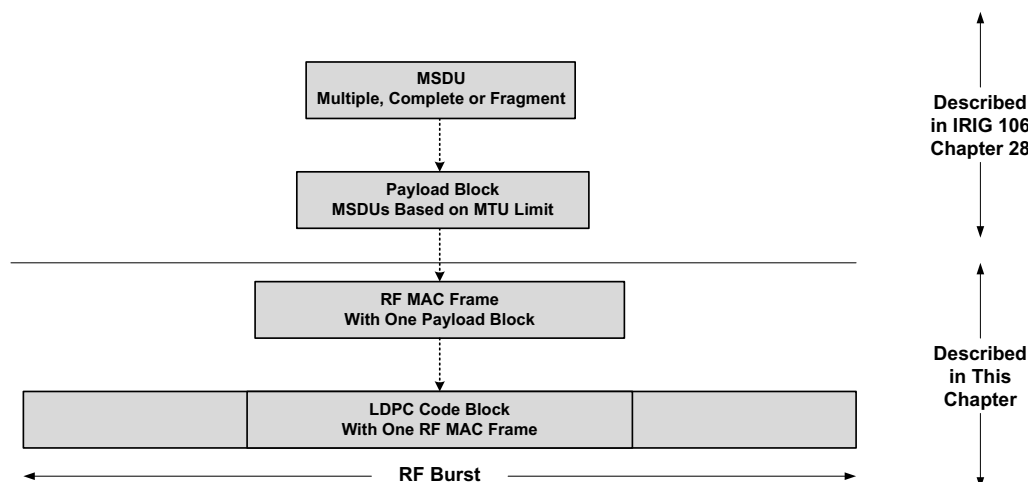 MSDU
Multiple, Complete or Fragment
Described
in IRIG 106
Chapter 28
Payload Block
MSDUs Based on MTU Limit
RF MAC Frame
With One Payload Block
Described
in This
Chapter
LDPC Code Block
With One RF MAC Frame
RF Burst